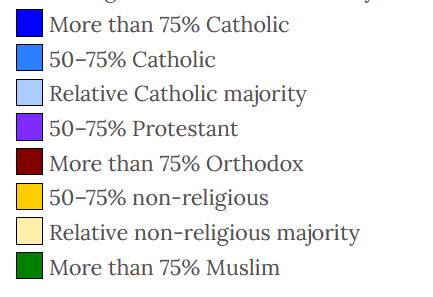 More than 75% Catholic
50–75% Catholic
Relative Catholic majority
50–75% Protestant
More than 75% Orthodox
50–75% non-religious
Relative non-religious majority
More than 75% Muslim